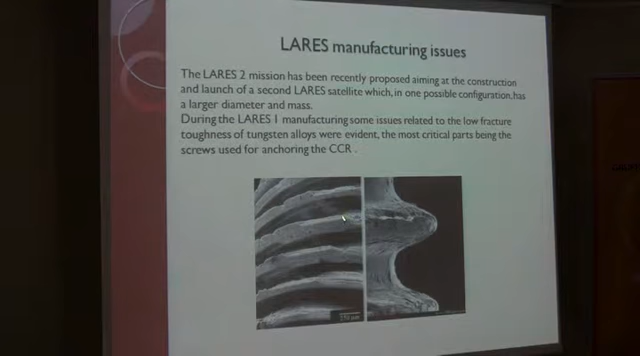 LARES manufacturing issues
The LARES 2 mission has been recently proposed aiming at the construction
and launch of a second LARES satellite which, in one possible configuration, has
a larger diameter and mass.
During the LARES 1 manufacturing some issues related to the low fracture
toughness of tungsten alloys were evident, the most critical parts being the
screws used for anchoring the CCR .